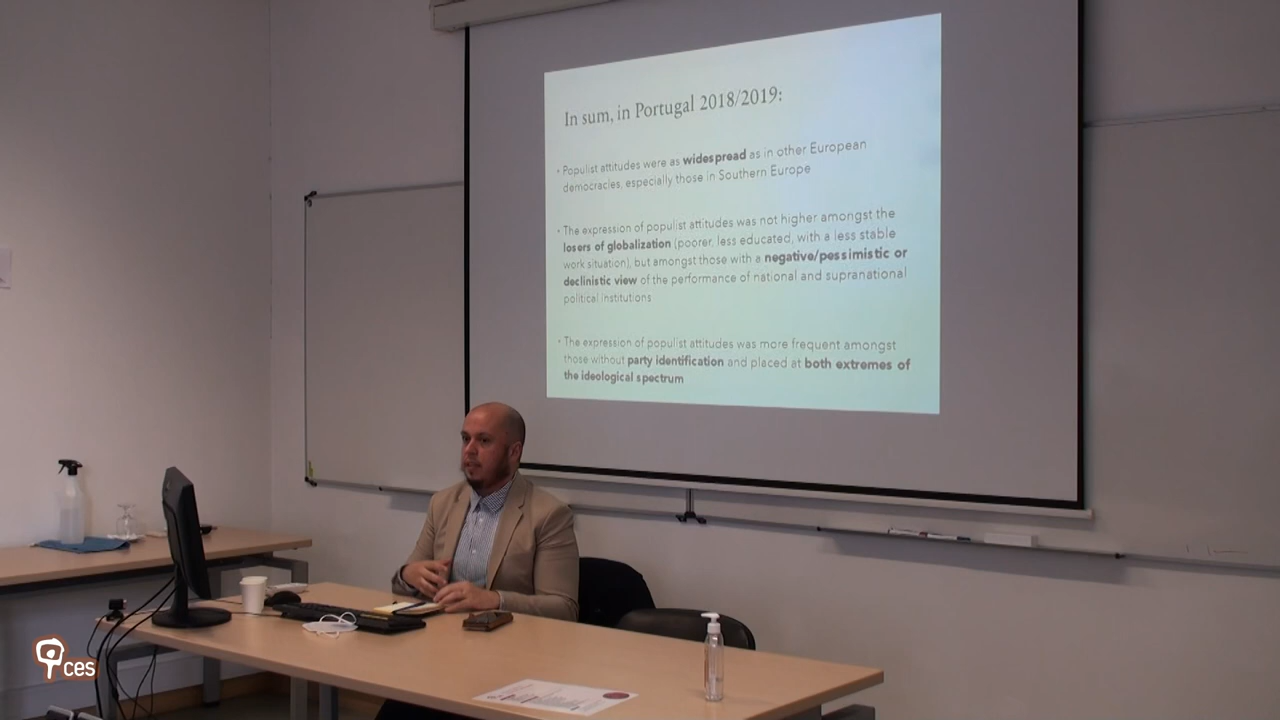 In sum, in Portugal 2018/2019:
• Populist attitudes were as widespread as in other European
democracies, especially those in Southern Europe
• The expression of populist attitudes was not higher amongst the
losers of globalization (poorer, less educated, with a less stable
work situation), but amongst those with a negative/pessimistic or
declinistic view of the performance of national and supranational
political institutions
• The expression of populist attitudes was more frequent amongst
those without party identification and placed at both extremes of
the ideological spectrum
ces